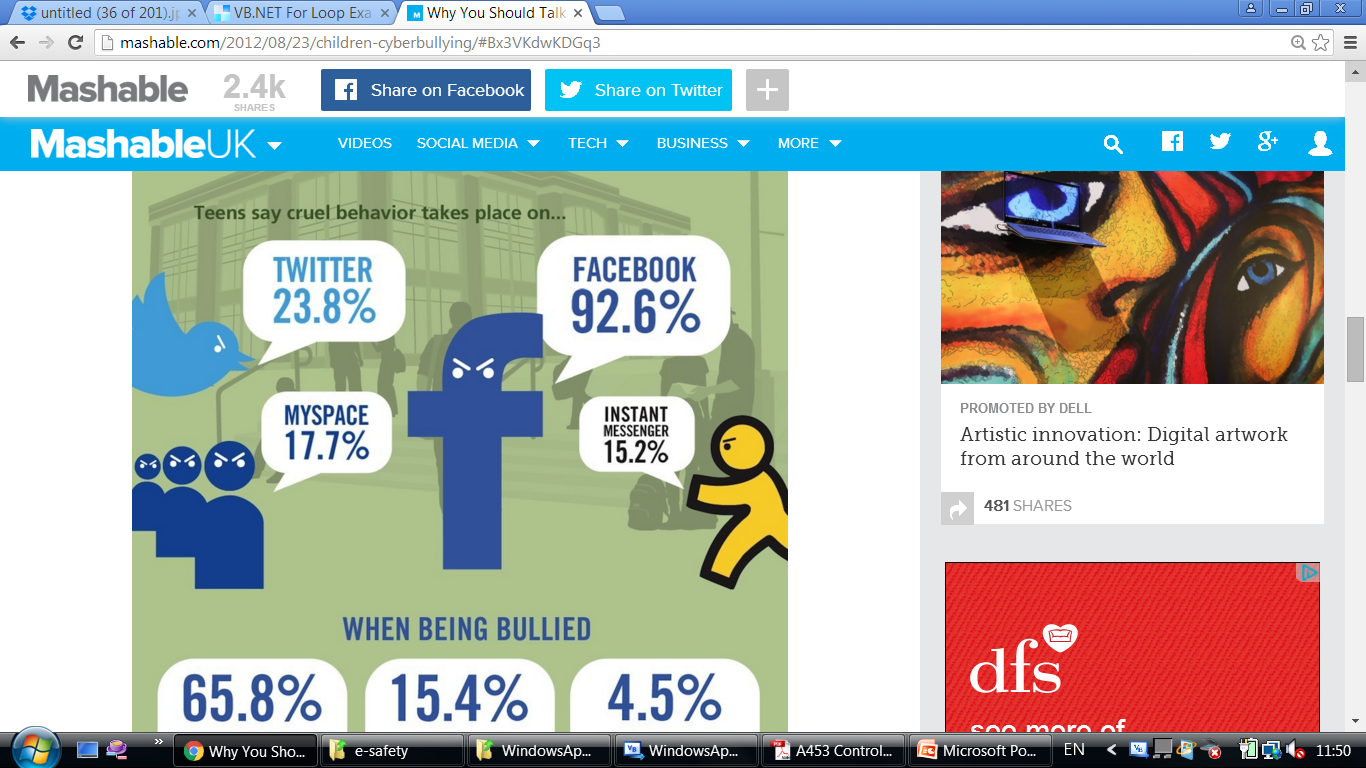 untitled (36 of 201).j
VB.NET For Loop Exa
Why You Should Talk
mashable.com/2012/08/23/children-cyberbullying/#Bx3VKdwKDGq3
Mashable
2.4k
SHARES
Share on Facebook
Share on Twitter
MashableUK
VIDEOS
SOCIAL MEDIA
TECH
BUSINESS
MORE
Teens say cruel behavior takes place on...
TWITTER
23.8%
FACEBOOK
92.6%
MYSPACE
17.7%
INSTANT
MESSENGER
15.2%
WHEN BEING BULLIED
65.8%
15.4%
4.5%
PROMOTED BY DELL
Artistic innovation: Digital artwork
from around the world
481 SHARES
dfs
see more of
Why You Sho...
e-safety
WindowsAp...
WindowsAp...
A453 Control...
Microsoft Po...
EN
11:50